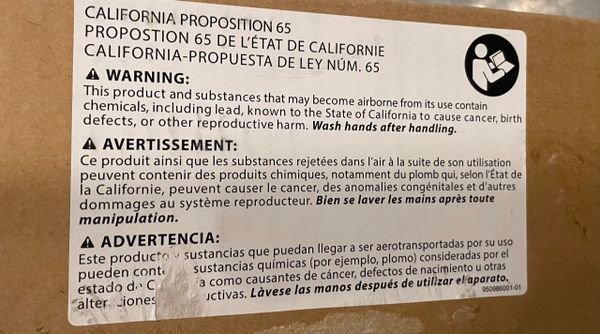 CALIFORNIA PROPOSITION 65
PROPOSTION 65 DE L'ÉTAT DE CALIFORNIE
CALIFORNIA-PROPUESTA DE LEY NÚM. 65
⚠ WARNING:
This product and substances that may become airborne from its use contain
chemicals, including lead, known to the State of California to cause cancer, birth
defects, or other reproductive harm. Wash hands after handling.
⚠ AVERTISSEMENT:
Ce produit ainsi que les substances rejetées dans l'air à la suite de son utilisation
peuvent contenir des produits chimiques, notamment du plomb qui, selon l'État de
la Californie, peuvent causer le cancer, des anomalies congénitales et d'autres
dommages au système reproducteur. Bien se laver les mains après toute
manipulation.
⚠ ADVERTENCIA:
Este producto y sustancias que puedan llegar a ser aerotransportadas por su uso
pueden sustancias químicas (por ejemplo, plomo) consideradas por el
estado de como causantes de cáncer, defectos de nacimiento u otras
Làvese las manos después de utilizar el aparato.
950986001-01